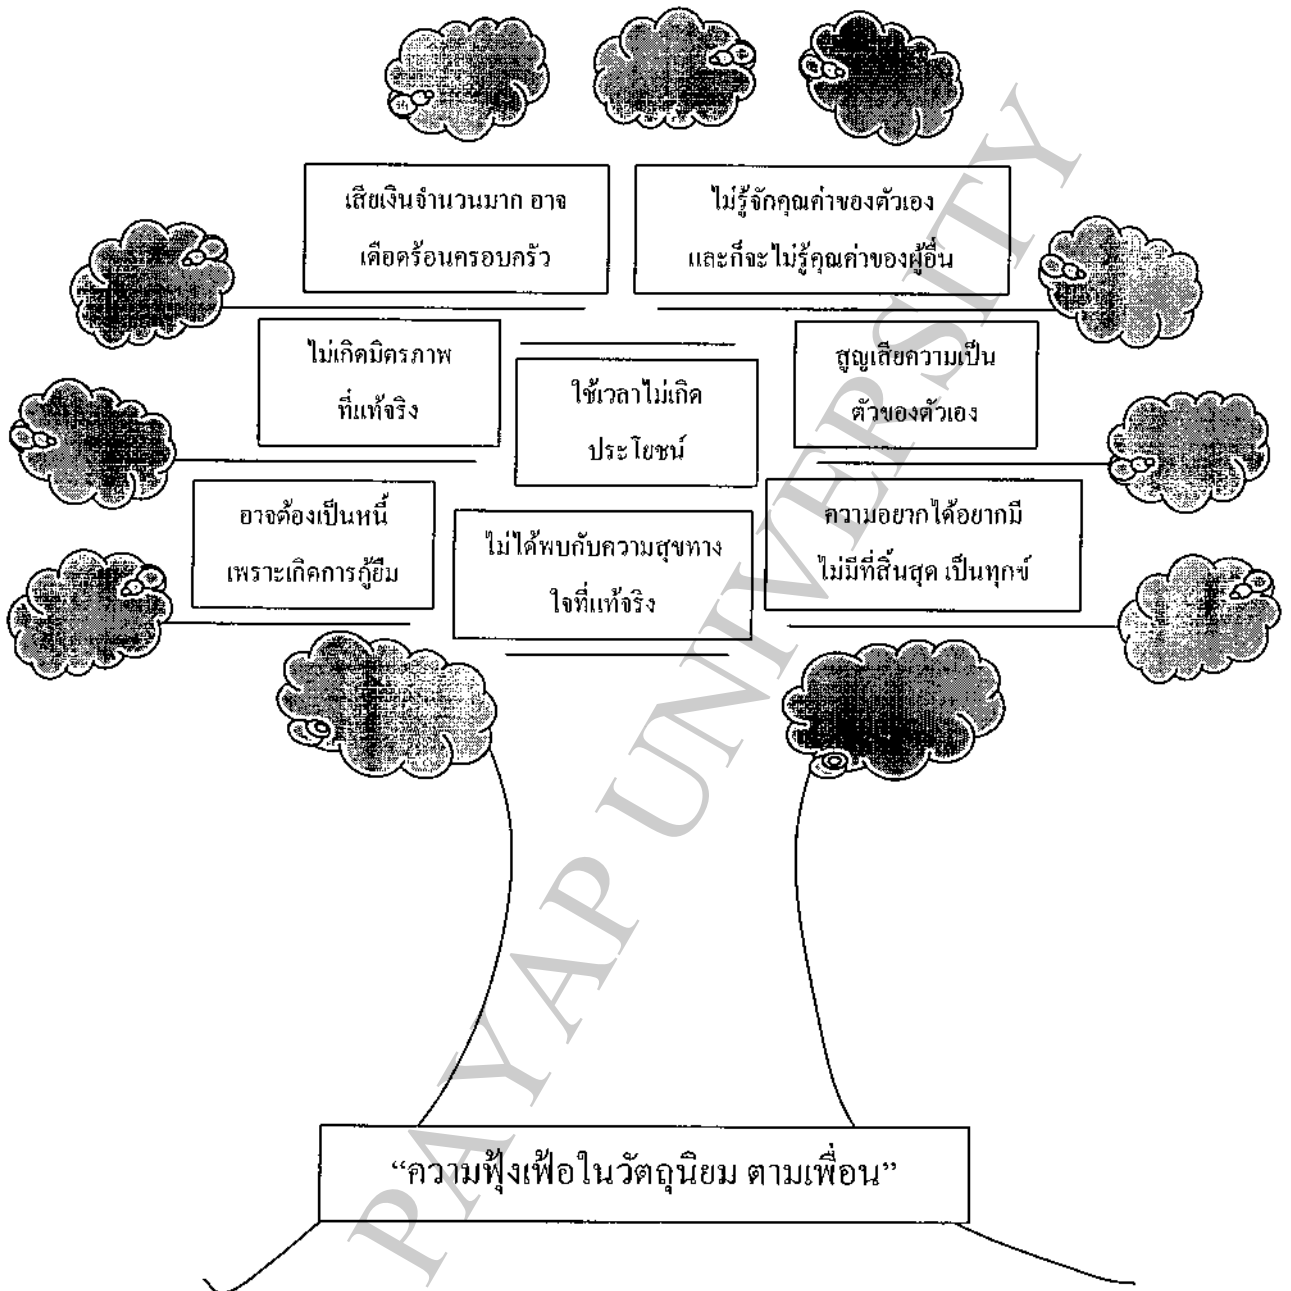 เสียเงินจำนวนมาก อาจ
เดือดร้อนครอบครัว
ไม่รู้จักคุณค่าของตัวเอง
และก็จะไม่รู้คุณค่าของผู้อื่น
ไม่เกิดมิตรภาพ
ที่แท้จริง
ใช้เวลาไม่เกิด
ประโยชน์
สูญเสียความเป็น
ตัวของตัวเอง
อาจต้องเป็นหนี้
เพราะเกิดการกู้ยืม
ไม่ได้พบกับความสุขทาง
ใจที่แท้จริง
ความอยากได้อยากมี
ไม่มีที่สิ้นสุด เป็นทุกข์
“ความฟุ้งเฟ้อในวัตถุนิยม ตามเพื่อน”
PAYAP UNIVERSITY